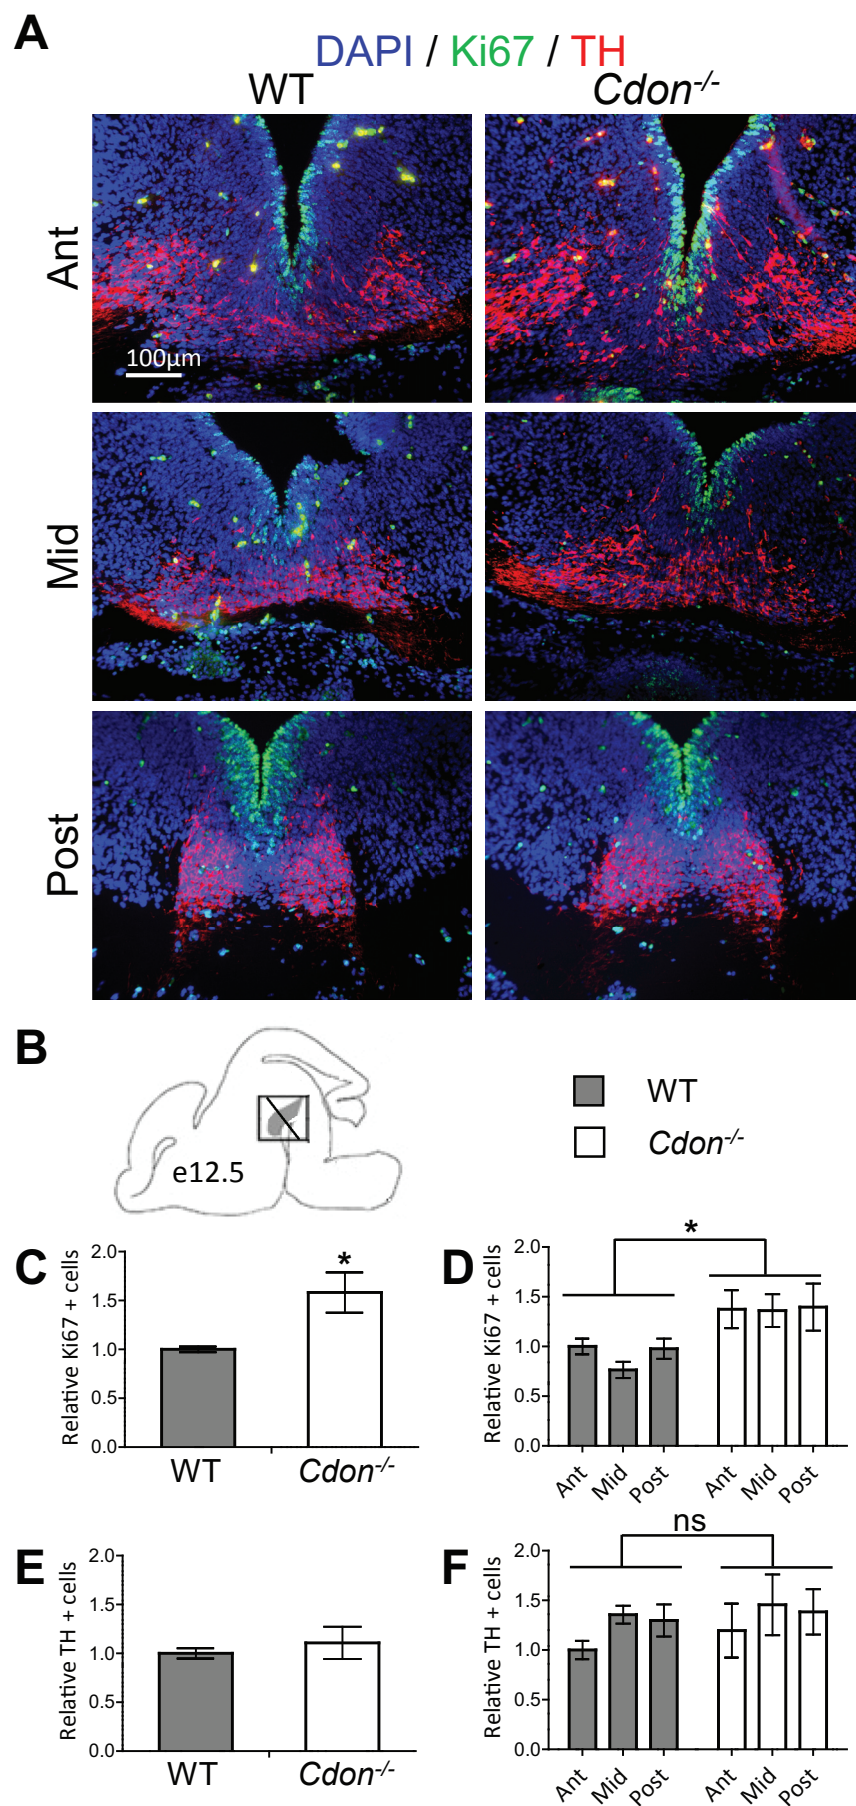 A
DAPI / Ki67 / TH
WT
Cdon-/-
Ant
100µm
Mid
Post
B
e12.5
WT
Cdon-/-
C
Relative Ki67 + cells
2.0
1.5
1.0
0.5
0.0
*
WT
Cdon-/-
D
Relative Ki67 + cells
2.0
1.5
1.0
0.5
0.0
*
Ant
Mid
Post
Ant
Mid
Post
E
Relative TH + cells
2.0
1.5
1.0
0.5
0.0
WT
Cdon-/-
F
Relative TH + cells
2.0
1.5
1.0
0.5
0.0
ns
Ant
Mid
Post
Ant
Mid
Post